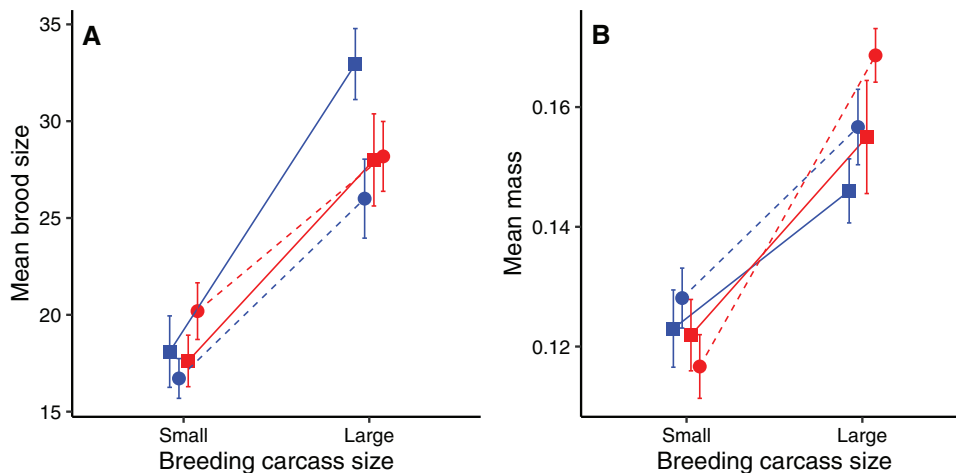 A
Mean brood size
35
30
25
20
15
Small
Large
Breeding carcass size
B
Mean mass
0.16
0.14
0.12
Small
Large
Breeding carcass size